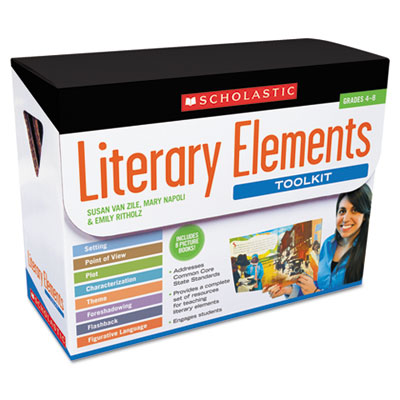 SCHOLASTIC
GRADES 4–8
Literary Elements
TOOLKIT
SUSAN VAN ZILE, MARY NAPOLI
& EMILY RITHOLZ
INCLUDES
8 PICTURE
BOOKS!
Setting
Point of View
Plot
Characterization
Theme
Foreshadowing
Flashback
Figurative Language
• Addresses
Common Core
State Standards
• Provides a complete
set of resources
for teaching
literary elements
• Engages students